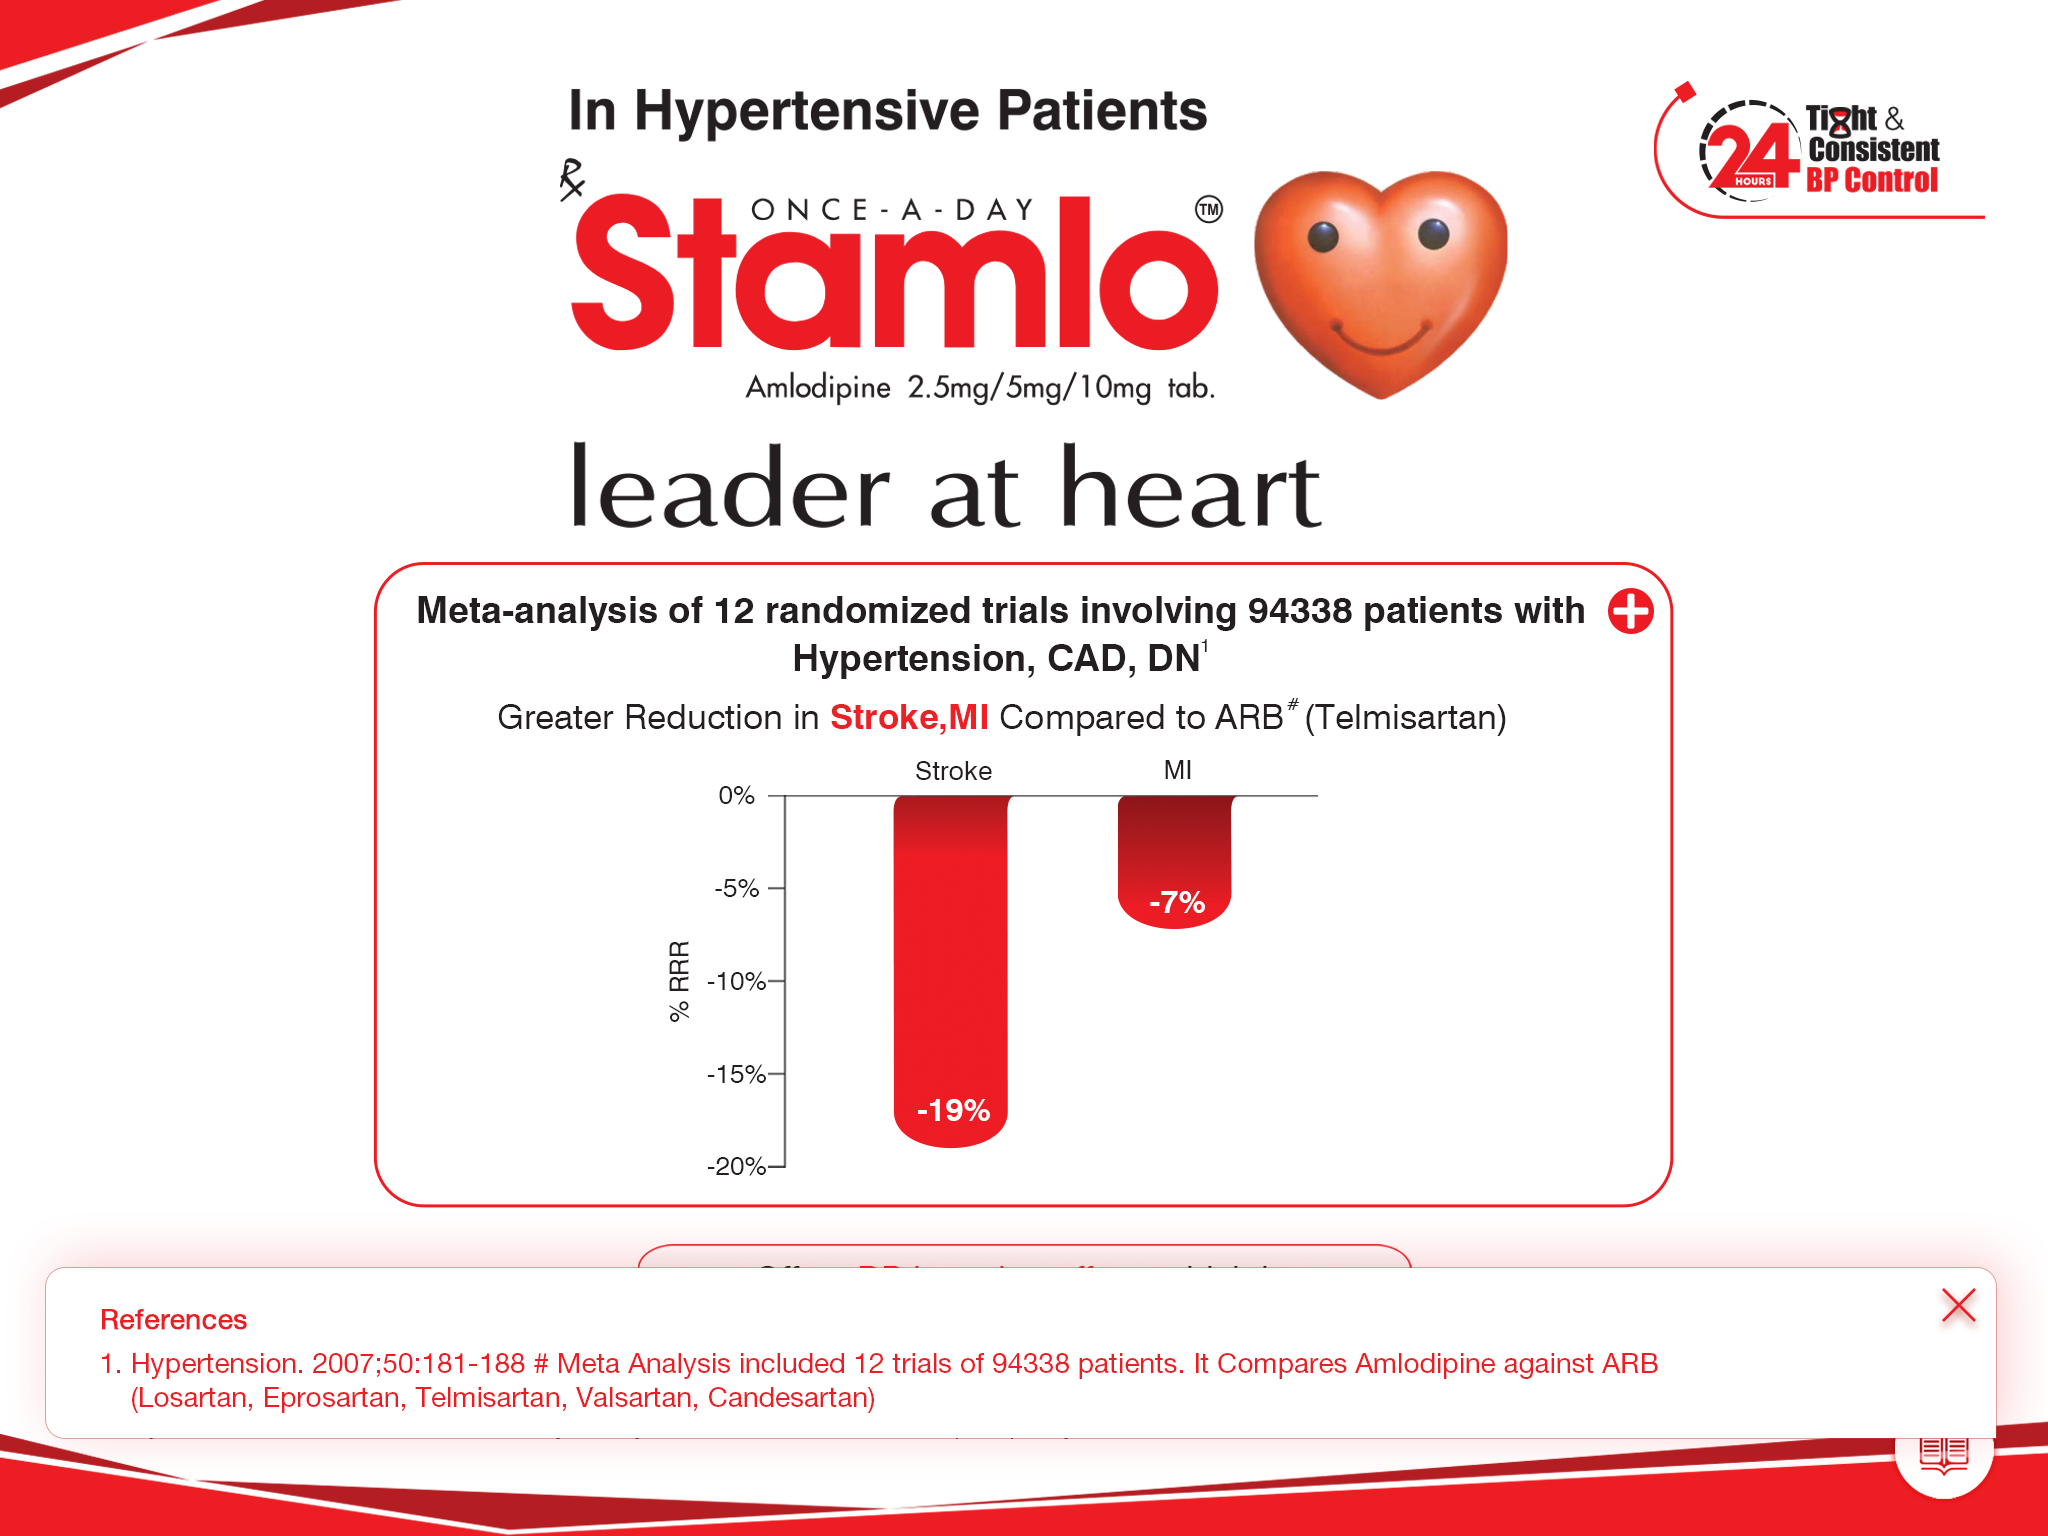 In Hypertensive Patients
24 HOURS
Tight &
Consistent
BP Control
Rx
ONCE-A-DAY
Stamlo TM
Amlodipine 2.5mg/5mg/10mg tab.
leader at heart
Meta-analysis of 12 randomized trials involving 94338 patients with
Hypertension, CAD, DN1
Greater Reduction in Stroke,MI Compared to ARB# (Telmisartan)
Stroke MI
0%
-5%
-7%
% RRR
-10%
-15%
-19%
-20%
References
1. Hypertension. 2007;50:181-188 # Meta Analysis included 12 trials of 94338 patients. It Compares Amlodipine against ARB
(Losartan, Eprosartan, Telmisartan, Valsartan, Candesartan)